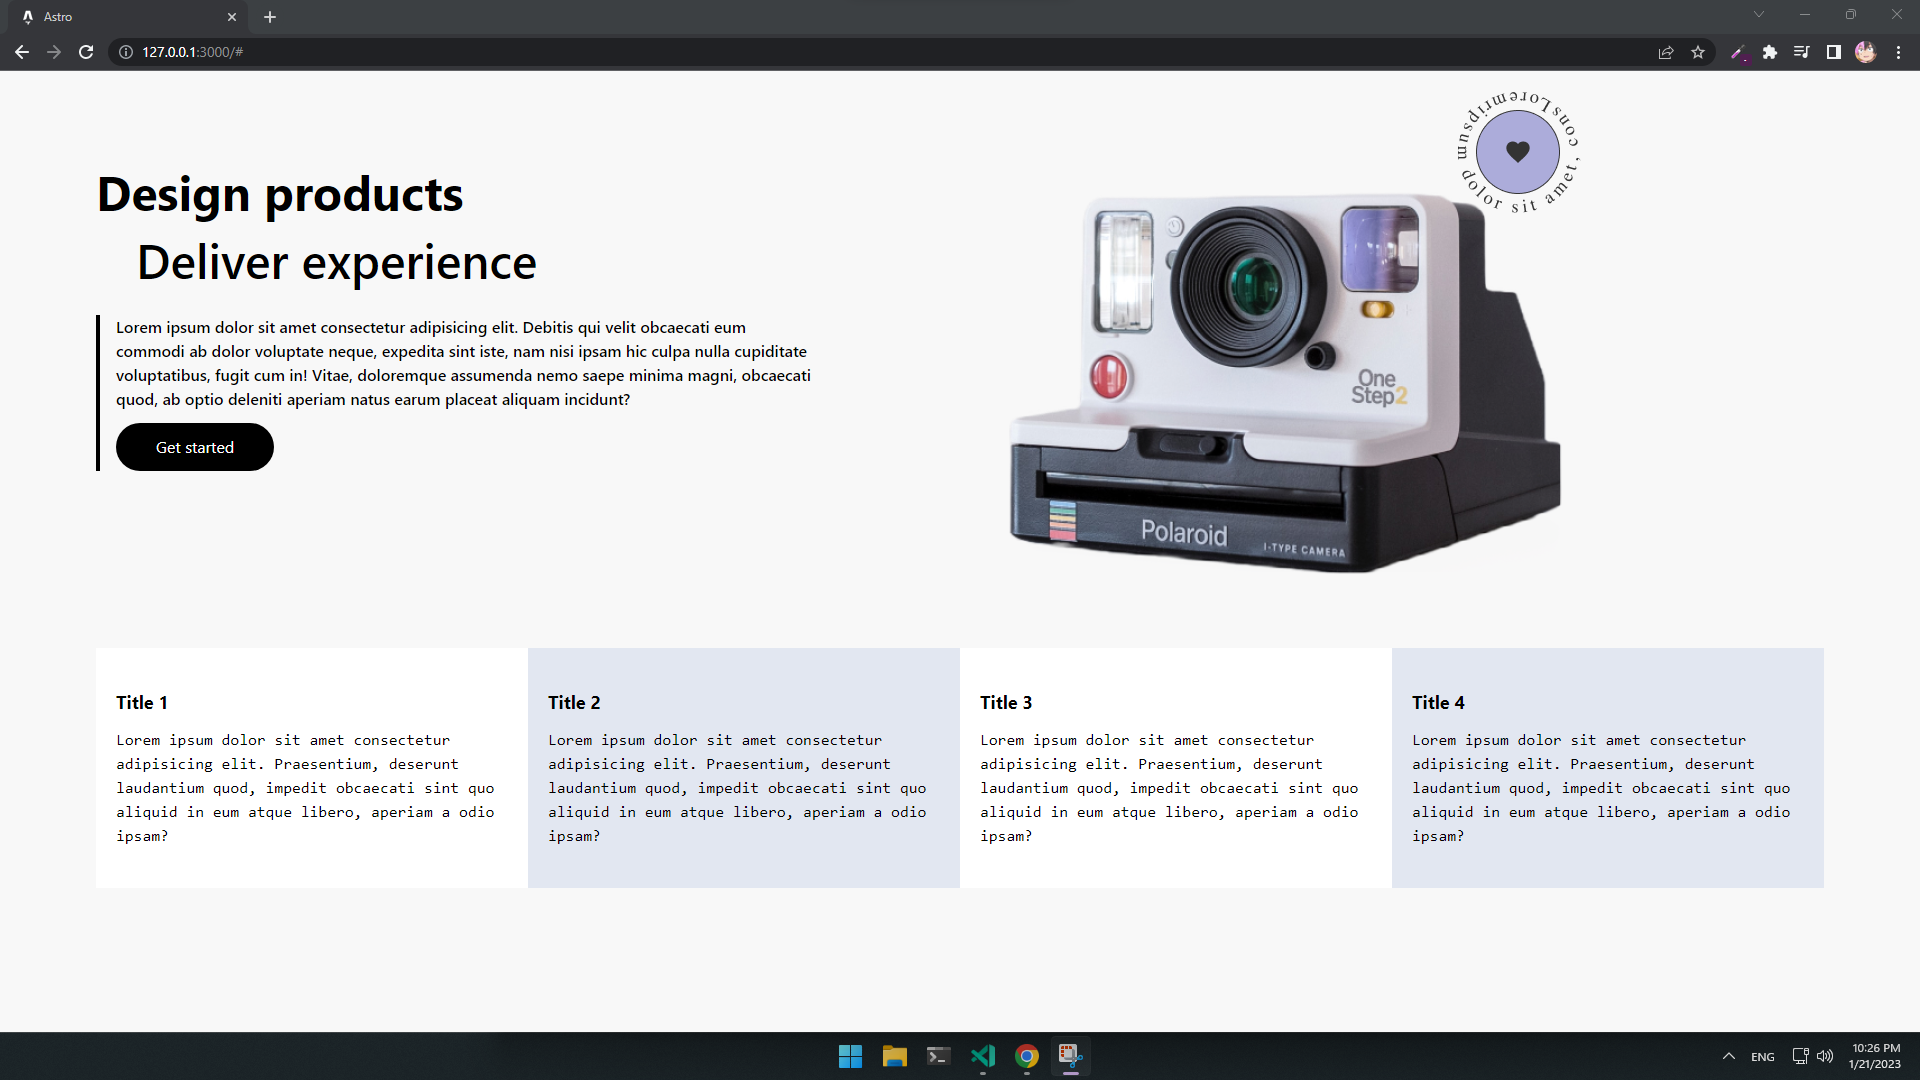 Astro
127.0.0.1:3000/#
Loremripsum dolor sit amet, cons
Design products
Deliver experience
Lorem ipsum dolor sit amet consectetur adipisicing elit. Debitis qui velit obcaecati eum
commodi ab dolor voluptate neque, expedita sint iste, nam nisi ipsam hic culpa nulla cupiditate
voluptatibus, fugit cum in! Vitae, doloremque assumenda nemo saepe minima magni, obcaecati
quod, ab optio deleniti aperiam natus earum placeat aliquam incidunt?
Get started
One
Step2
Polaroid
I-TYPE CAMERA
Title 1
Lorem ipsum dolor sit amet consectetur
adipisicing elit. Praesentium, deserunt
laudantium quod, impedit obcaecati sint quo
aliquid in eum atque libero, aperiam a odio
ipsam?
Title 2
Lorem ipsum dolor sit amet consectetur
adipisicing elit. Praesentium, deserunt
laudantium quod, impedit obcaecati sint quo
aliquid in eum atque libero, aperiam a odio
ipsam?
Title 3
Lorem ipsum dolor sit amet consectetur
adipisicing elit. Praesentium, deserunt
laudantium quod, impedit obcaecati sint quo
aliquid in eum atque libero, aperiam a odio
ipsam?
Title 4
Lorem ipsum dolor sit amet consectetur
adipisicing elit. Praesentium, deserunt
laudantium quod, impedit obcaecati sint quo
aliquid in eum atque libero, aperiam a odio
ipsam?
ENG
10:26 PM
1/21/2023